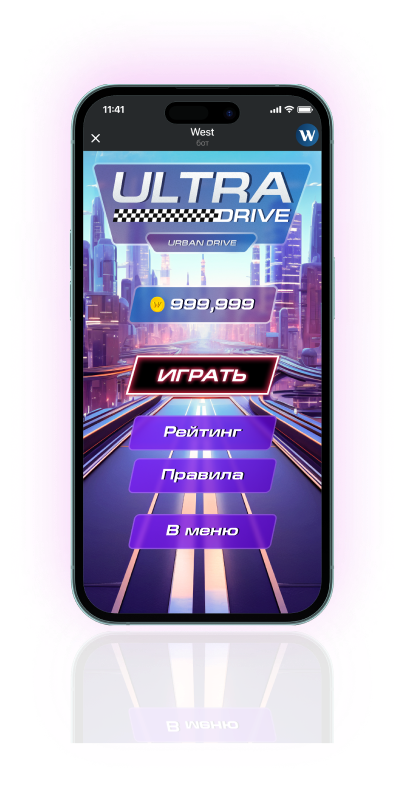 11:41
West
бот
W
ULTRA
DRIVE
URBAN DRIVE
999,999
ИГРАТЬ
Рейтинг
Правила
В меню
В меню